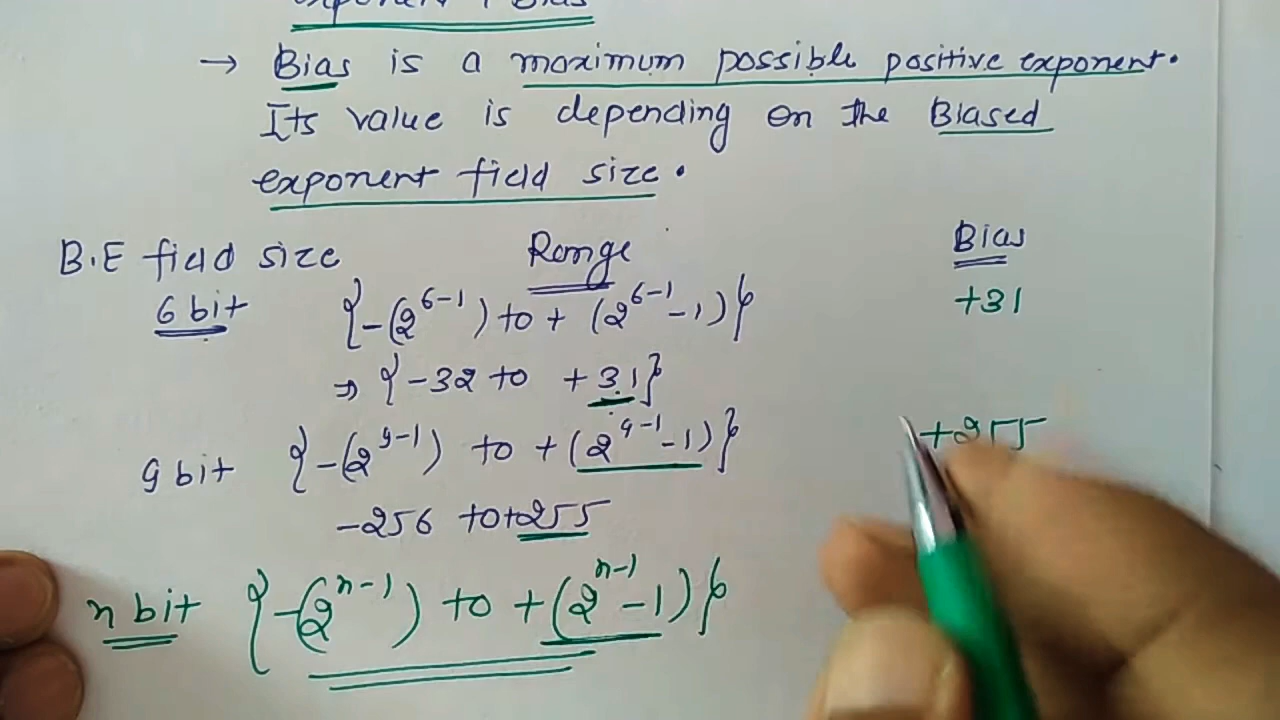 exponent + Bias
→ Bias is a maximum possible positive exponent.
Its value is depending on the Biased
exponent field size.
B.E field size Range Bias
6 bit {-(2^{6-1}) to + (2^{6-1}-1)} +31
⇒ {-32 to +31}
9 bit {-(2^{9-1}) to +(2^{9-1}-1)} +255
-256 to +255
n bit {-(2^{n-1}) to +(2^{n-1}-1)}